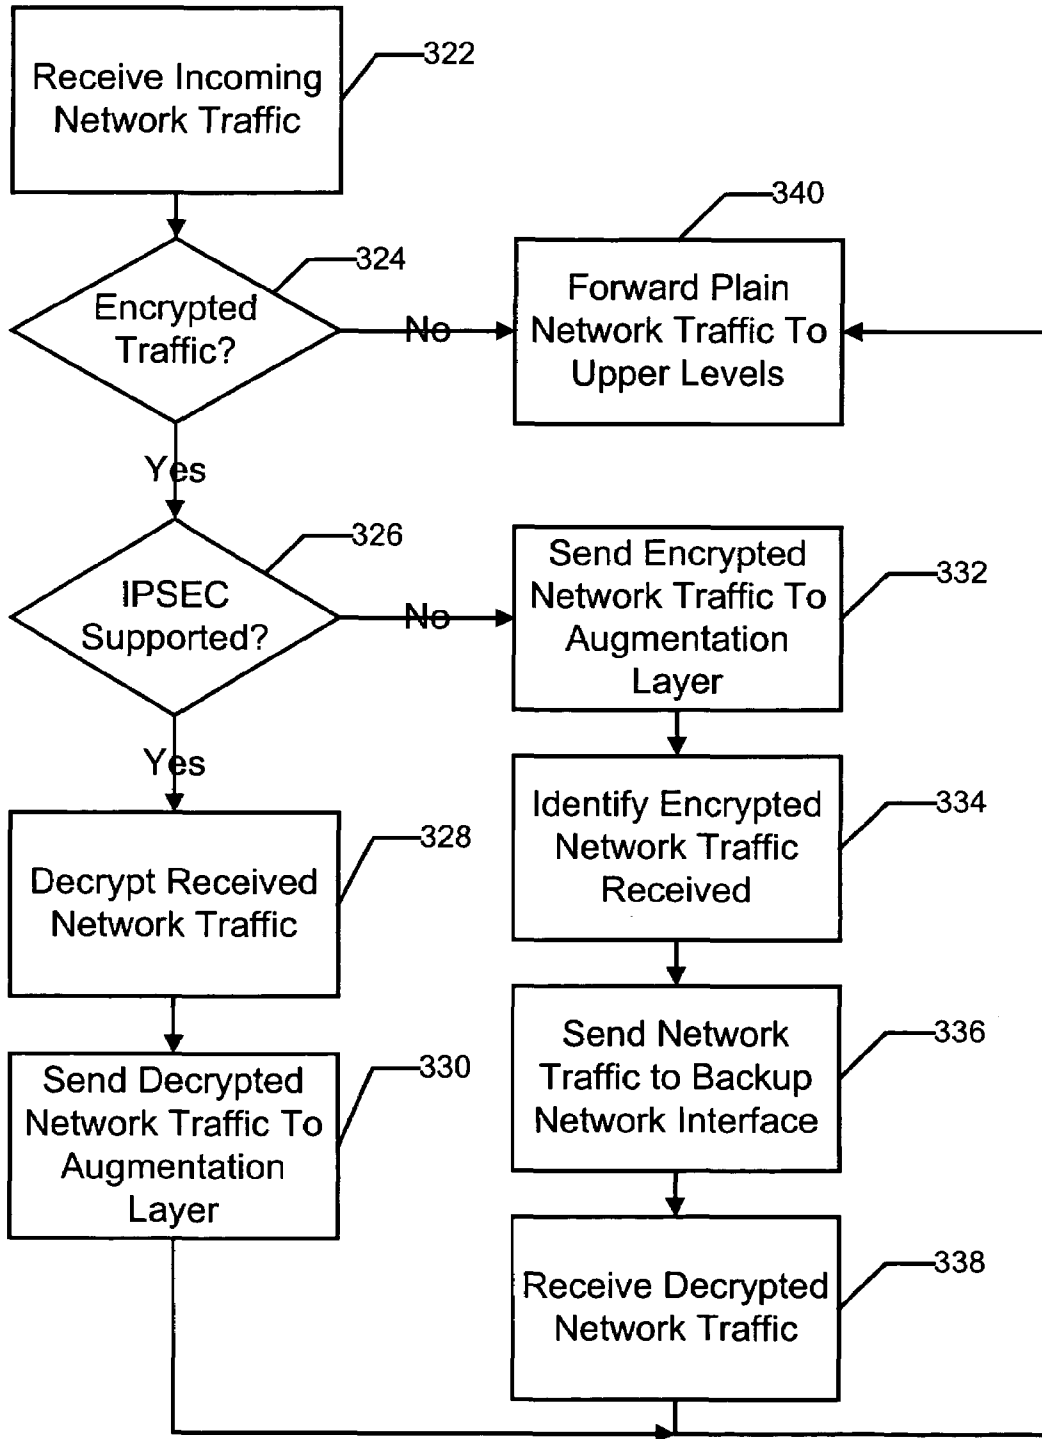 Receive Incoming
Network Traffic
322
Encrypted
Traffic?
324
No
Yes
340
Forward Plain
Network Traffic To
Upper Levels
IPSEC
Supported?
326
No
Yes
Send Encrypted
Network Traffic To
Augmentation
Layer
332
Identify Encrypted
Network Traffic
Received
334
Decrypt Received
Network Traffic
328
Send Network
Traffic to Backup
Network Interface
336
Send Decrypted
Network Traffic To
Augmentation
Layer
330
Receive Decrypted
Network Traffic
338